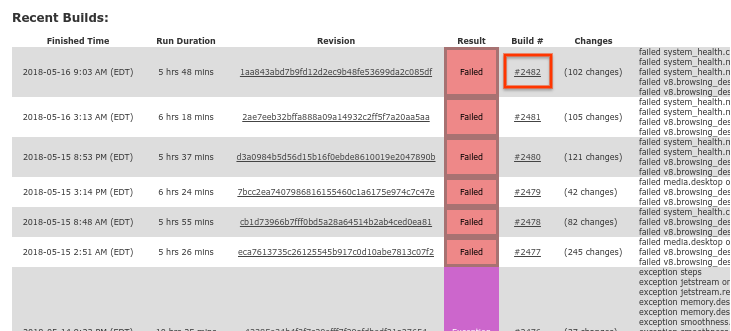 Recent Builds:
Finished Time Run Duration Revision Result Build # Changes
failed system_health.c
failed system_health.n
2018-05-16 9:03 AM (EDT) 5 hrs 48 mins 1aa843abd7b9fd12d2ec9b48fe53699da2c085df Failed #2482 (102 changes) failed system_health.n
failed v8.browsing_des
failed v8.browsing_des
failed system_health.n
2018-05-16 3:13 AM (EDT) 6 hrs 18 mins 2ae7eeb32bffa888a09a14932c2ff5f7a20aa5aa Failed #2481 (105 changes) failed system_health.n
failed v8.browsing_des
failed v8.browsing_des
failed system_health.n
2018-05-15 8:53 PM (EDT) 5 hrs 37 mins d3a0984b5d56d15b16f0ebde8610019e2047890b Failed #2480 (121 changes) failed system_health.n
failed v8.browsing_des
failed v8.browsing_des
failed media.desktop o
2018-05-15 3:14 PM (EDT) 6 hrs 24 mins 7bcc2ea7407986816155460c1a6175e974c7c47e Failed #2479 (42 changes) failed v8.browsing_des
failed v8.browsing_des
failed system_health.c
2018-05-15 8:48 AM (EDT) 5 hrs 55 mins cb1d73966b7fff0bd5a28a64514b2ab4ced0ea81 Failed #2478 (82 changes) failed v8.browsing_des
failed v8.browsing_des
failed media.desktop o
2018-05-15 2:51 AM (EDT) 5 hrs 26 mins eca7613735c26125545b917c0d10abe7813c07f2 Failed #2477 (245 changes) failed v8.browsing_des
failed v8.browsing_des
exception steps
exception jetstream or
exception jetstream.re
exception memory.des
exception memory.des
exception smoothness.